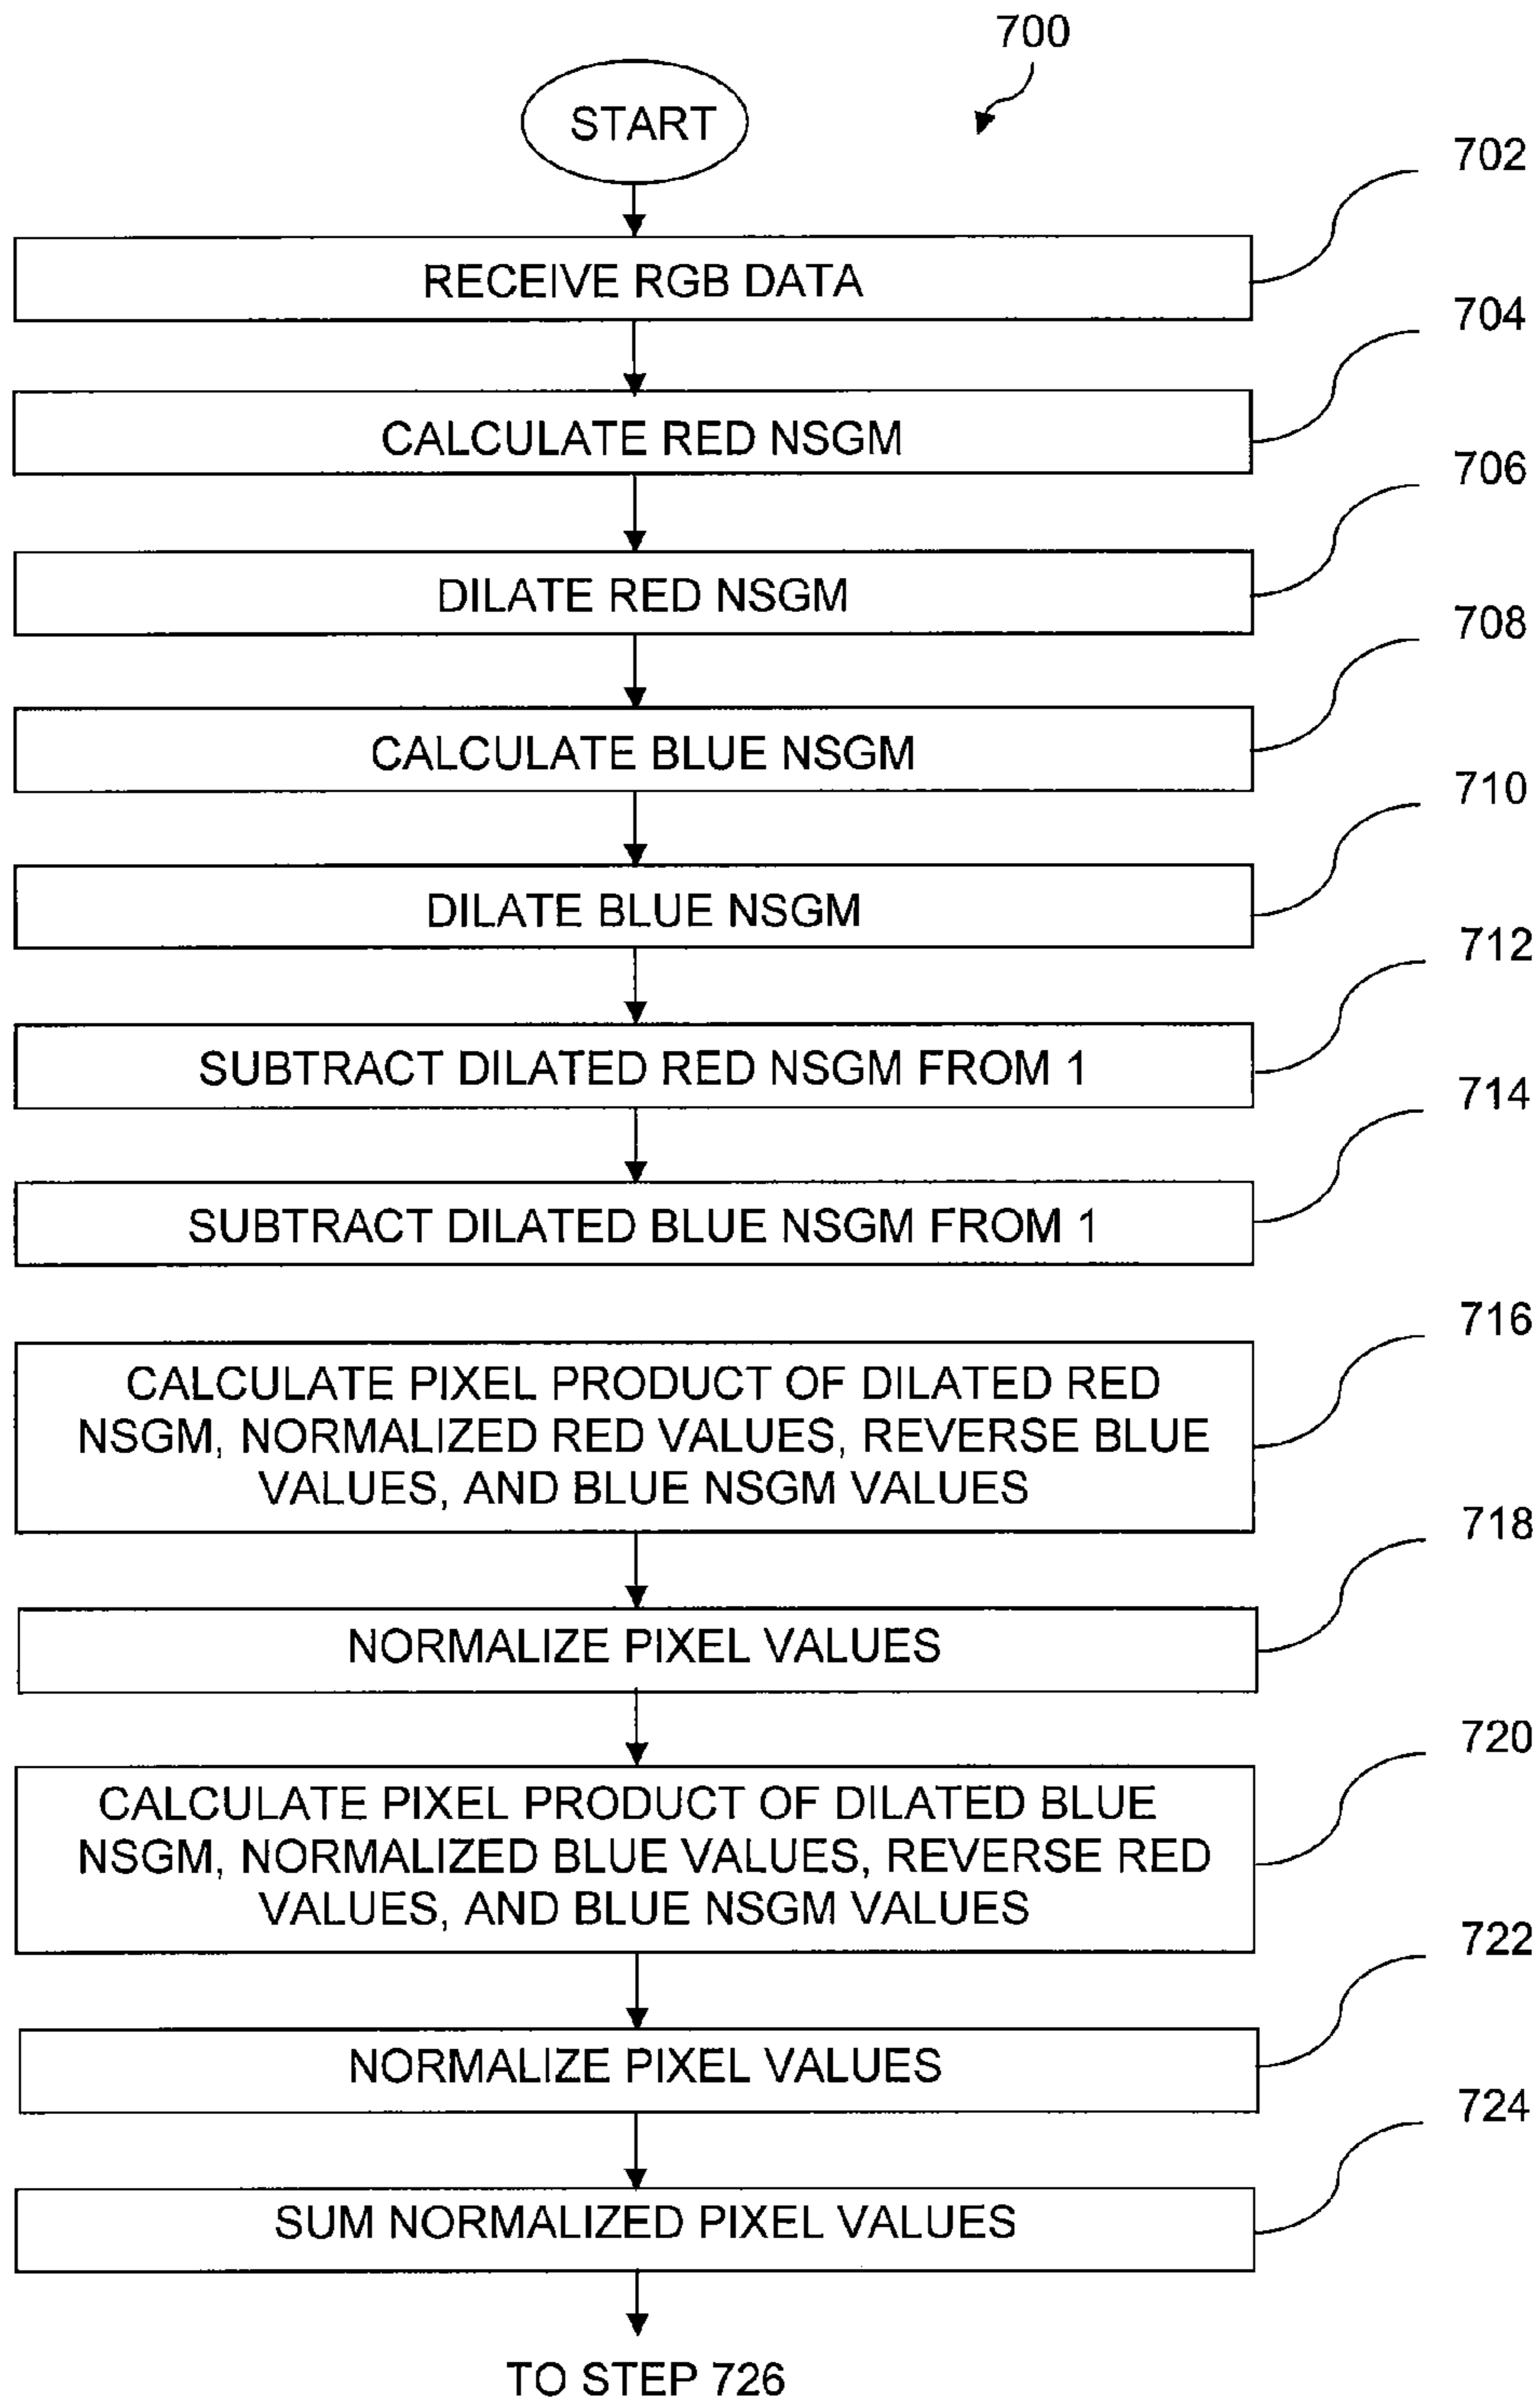 700
START
702
RECEIVE RGB DATA
704
CALCULATE RED NSGM
706
DILATE RED NSGM
708
CALCULATE BLUE NSGM
710
DILATE BLUE NSGM
712
SUBTRACT DILATED RED NSGM FROM 1
714
SUBTRACT DILATED BLUE NSGM FROM 1
716
CALCULATE PIXEL PRODUCT OF DILATED RED
NSGM, NORMALIZED RED VALUES, REVERSE BLUE
VALUES, AND BLUE NSGM VALUES
718
NORMALIZE PIXEL VALUES
720
CALCULATE PIXEL PRODUCT OF DILATED BLUE
NSGM, NORMALIZED BLUE VALUES, REVERSE RED
VALUES, AND BLUE NSGM VALUES
722
NORMALIZE PIXEL VALUES
724
SUM NORMALIZED PIXEL VALUES
TO STEP 726